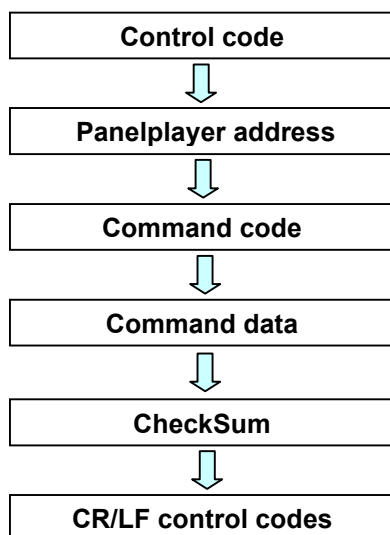 Control code
Panelplayer address
Command code
Command data
CheckSum
CR/LF control codes